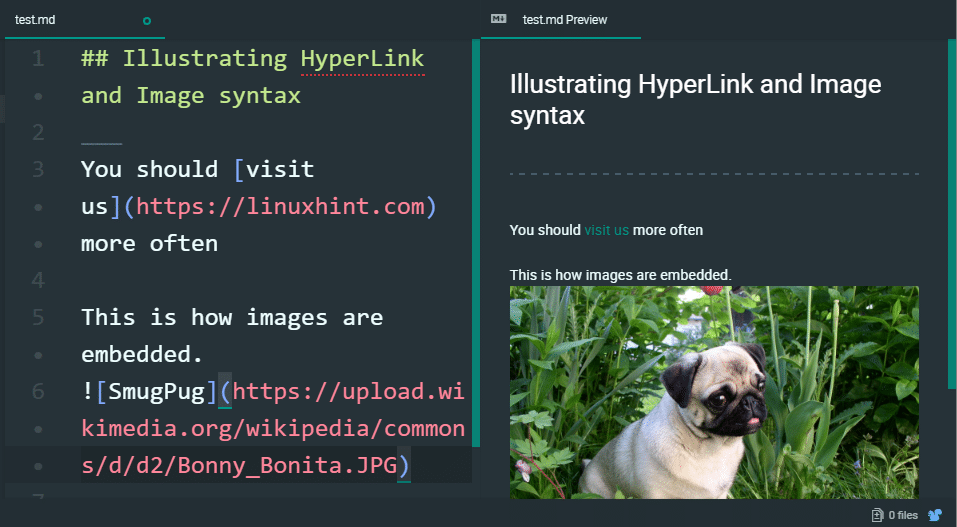 test.md
1 ## Illustrating HyperLink
• and Image syntax
2 ___
3 You should [visit
• us](https://linuxhint.com)
• more often
4
5 This is how images are
• embedded.
6 ![SmugPug](https://upload.wi
• kimedia.org/wikipedia/common
• s/d/d2/Bonny_Bonita.JPG)
7
M↓ test.md Preview
Illustrating HyperLink and Image
syntax
You should visit us more often
This is how images are embedded.
0 files